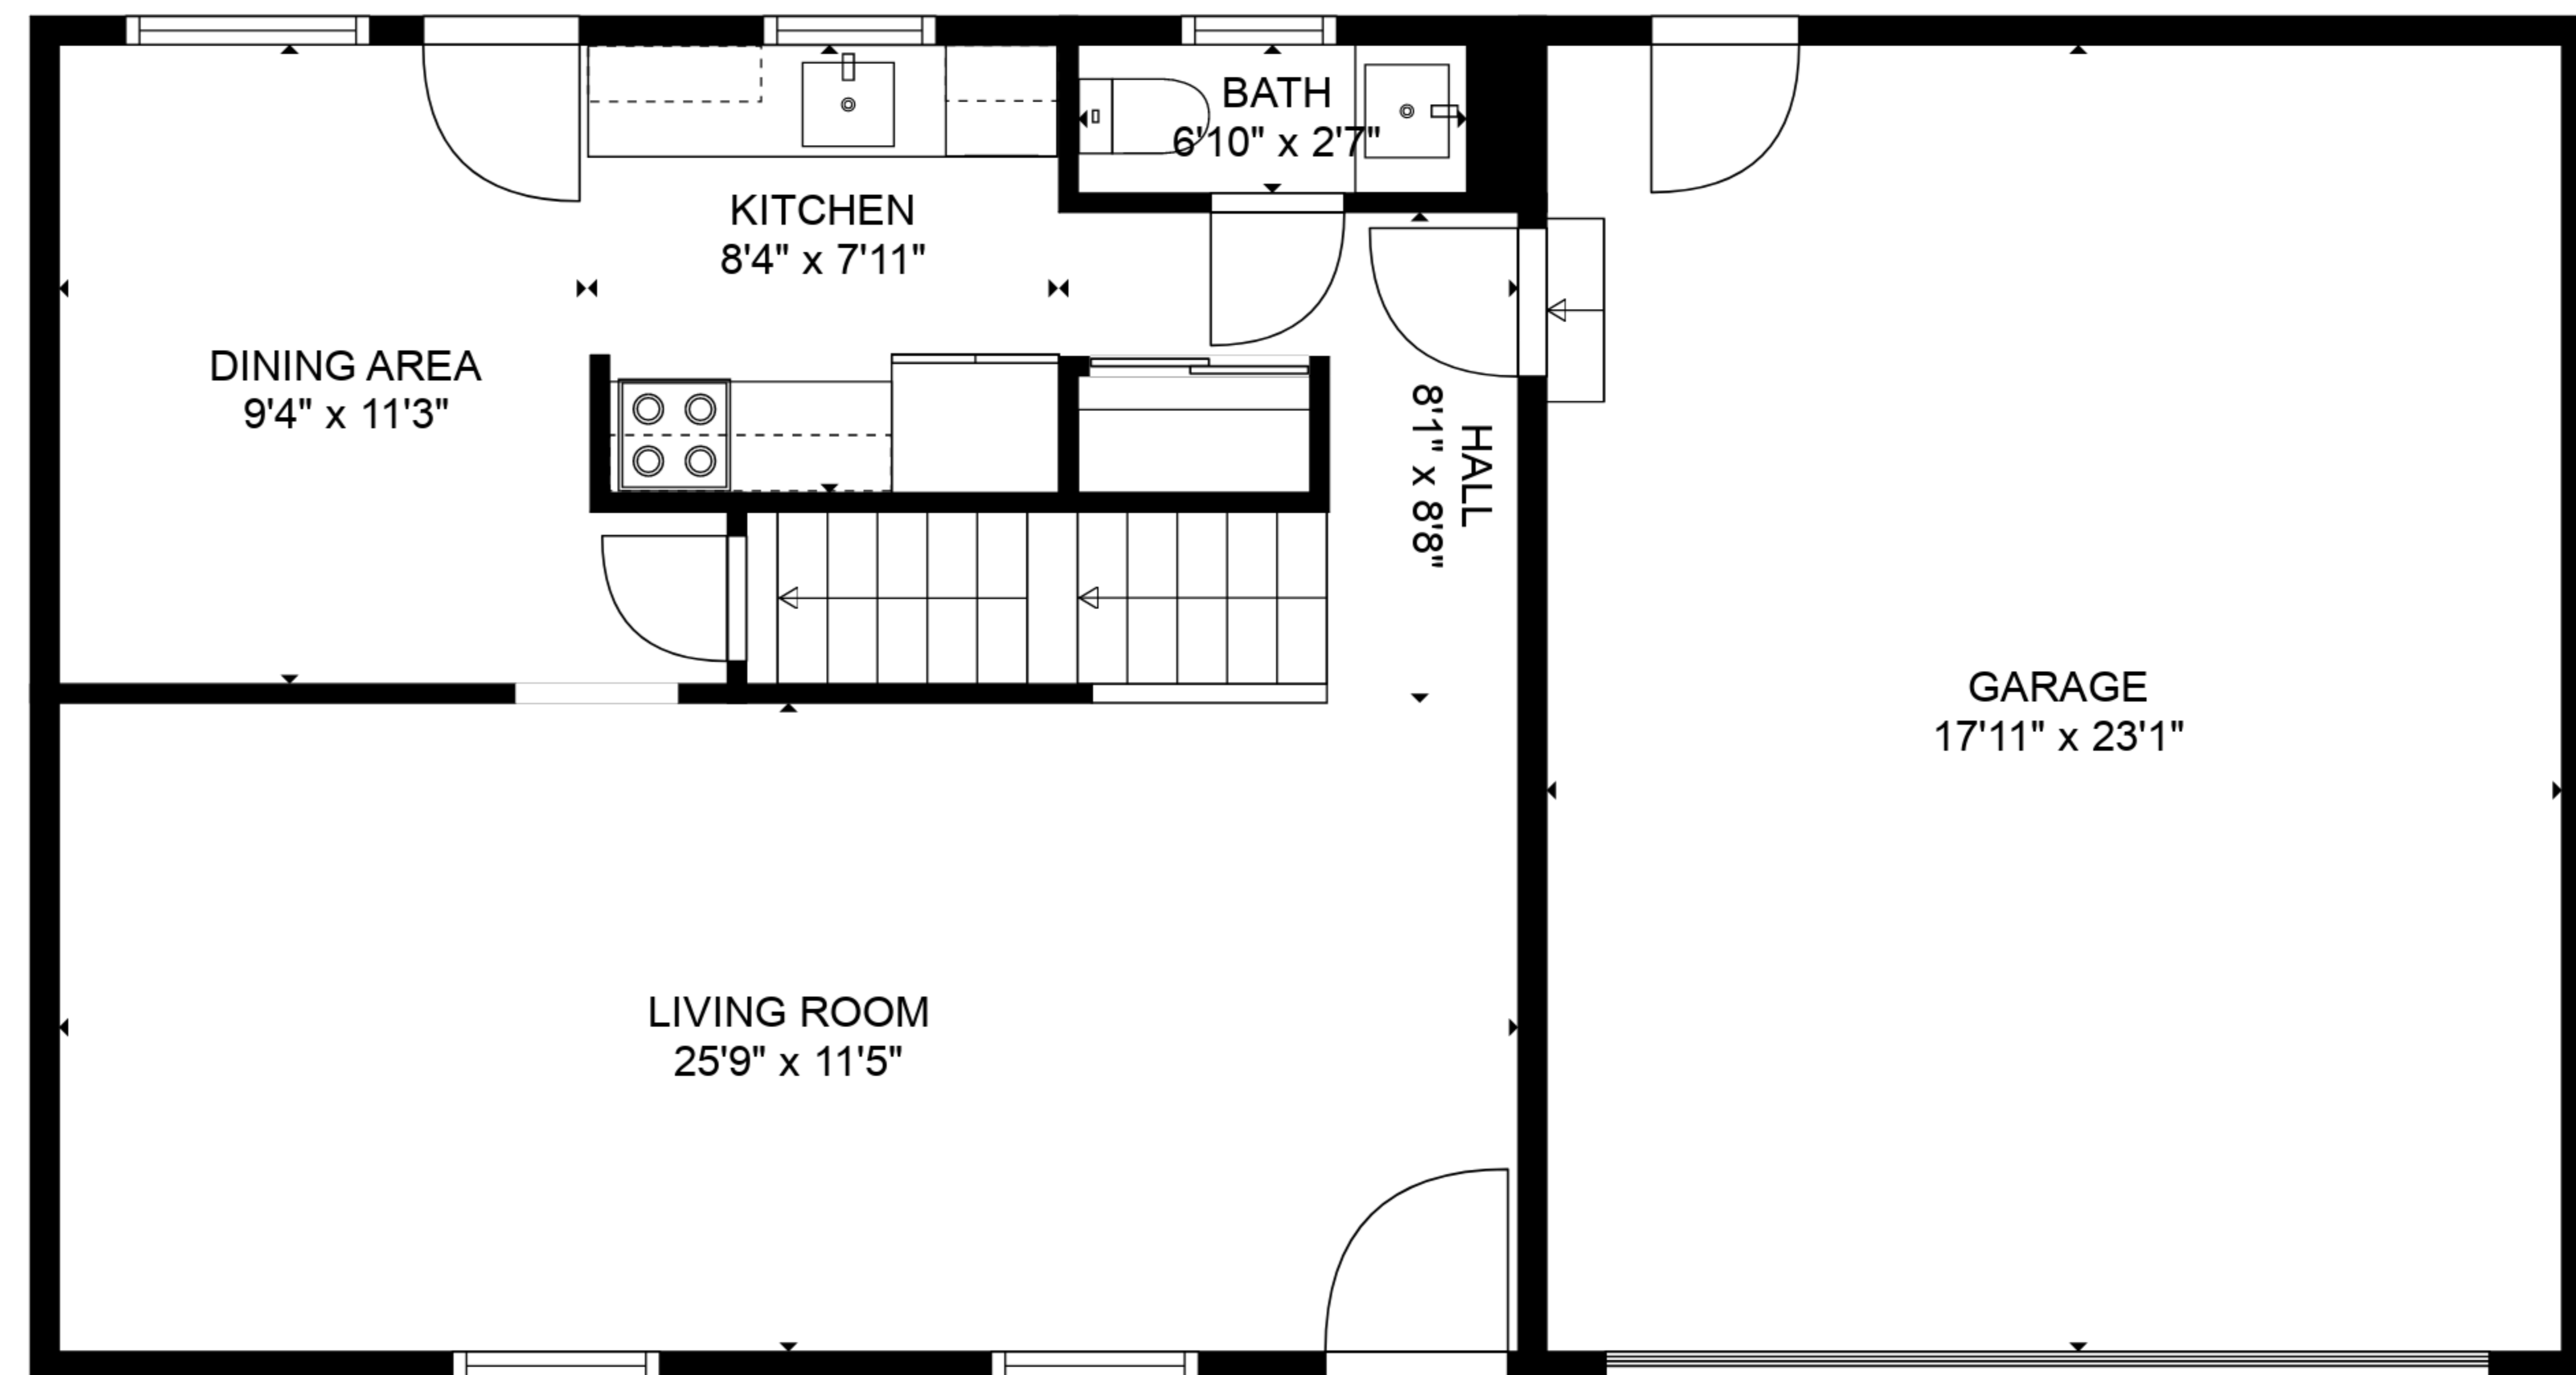 BATH
6'10" x 2'7"
KITCHEN
8'4" x 7'11"
DINING AREA
9'4" x 11'3"
HALL
8'1" x 8'8"
GARAGE
17'11" x 23'1"
LIVING ROOM
25'9" x 11'5"